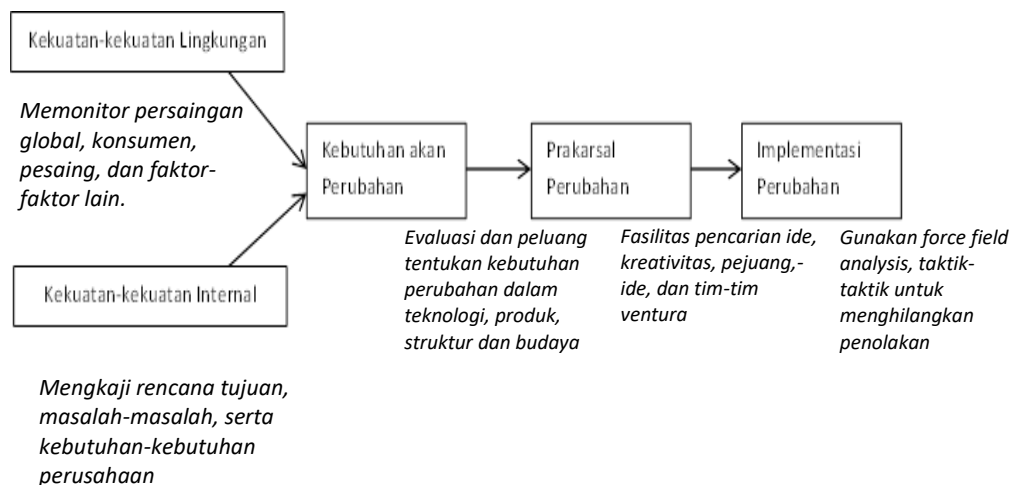 Kekuatan-kekuatan Lingkungan
Memonitor persaingan
global, konsumen,
pesaing, dan faktor-
faktor lain.
Kekuatan-kekuatan Internal
Mengkaji rencana tujuan,
masalah-masalah, serta
kebutuhan-kebutuhan
perusahaan
Kebutuhan akan
Perubahan
Evaluasi dan peluang
tentukan kebutuhan
perubahan dalam
teknologi, produk,
struktur dan budaya
Prakarsal
Perubahan
Fasilitas pencarian ide,
kreativitas, pejuang,-
ide, dan tim-tim
ventura
Implementasi
Perubahan
Gunakan force field
analysis, taktik-
taktik untuk
menghilangkan
penolakan